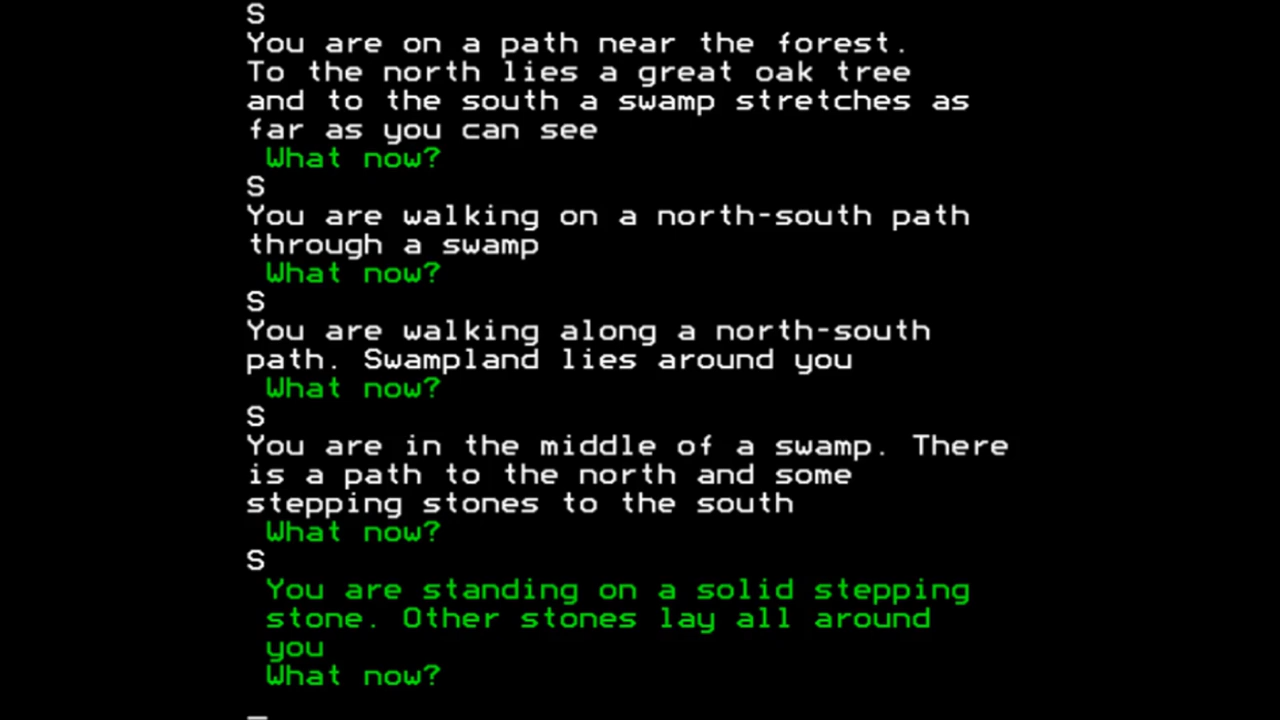 S
You are on a path near the forest.
To the north lies a great oak tree
and to the south a swamp stretches as
far as you can see
What now?
S
You are walking on a north-south path
through a swamp
What now?
S
You are walking along a north-south
path. Swampland lies around you
What now?
S
You are in the middle of a swamp. There
is a path to the north and some
stepping stones to the south
What now?
S
You are standing on a solid stepping
stone. Other stones lay all around
you
What now?